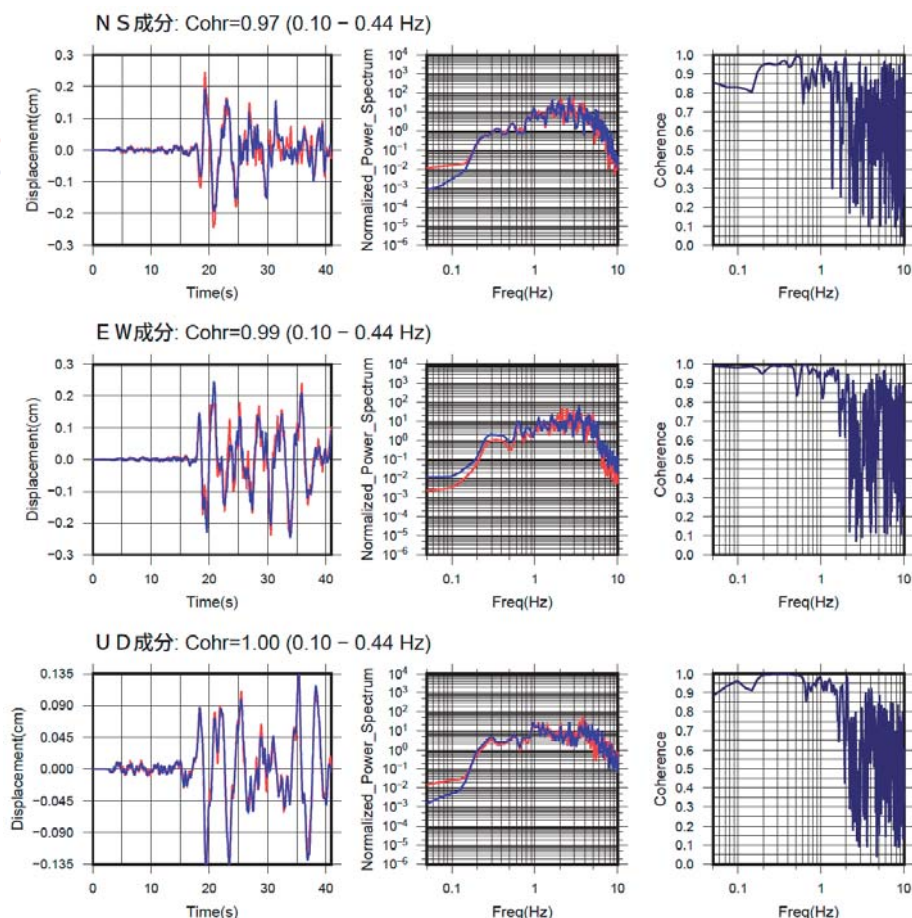 ＮＳ成分: Cohr=0.97 (0.10 − 0.44 Hz)
Displacement(cm)
0.3
0.2
0.1
0.0
−0.1
−0.2
−0.3
0 10 20 30 40
Time(s)
Normalized_Power_Spectrum
10⁴
10³
10²
10¹
10⁰
10⁻¹
10⁻²
10⁻³
10⁻⁴
10⁻⁵
10⁻⁶
0.1 1 10
Freq(Hz)
Coherence
1.0
0.9
0.8
0.7
0.6
0.5
0.4
0.3
0.2
0.1
0.0
0.1 1 10
Freq(Hz)
ＥＷ成分: Cohr=0.99 (0.10 − 0.44 Hz)
Displacement(cm)
0.3
0.2
0.1
0.0
−0.1
−0.2
−0.3
0 10 20 30 40
Time(s)
Normalized_Power_Spectrum
10⁴
10³
10²
10¹
10⁰
10⁻¹
10⁻²
10⁻³
10⁻⁴
10⁻⁵
10⁻⁶
0.1 1 10
Freq(Hz)
Coherence
1.0
0.9
0.8
0.7
0.6
0.5
0.4
0.3
0.2
0.1
0.0
0.1 1 10
Freq(Hz)
ＵＤ成分: Cohr=1.00 (0.10 − 0.44 Hz)
Displacement(cm)
0.135
0.090
0.045
0.000
−0.045
−0.090
−0.135
0 10 20 30 40
Time(s)
Normalized_Power_Spectrum
10⁴
10³
10²
10¹
10⁰
10⁻¹
10⁻²
10⁻³
10⁻⁴
10⁻⁵
10⁻⁶
0.1 1 10
Freq(Hz)
Coherence
1.0
0.9
0.8
0.7
0.6
0.5
0.4
0.3
0.2
0.1
0.0
0.1 1 10
Freq(Hz)